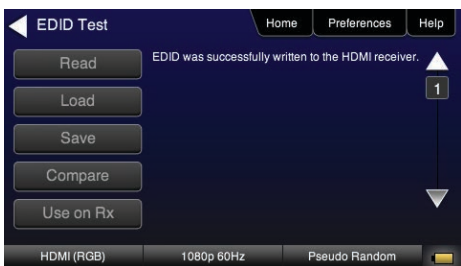 EDID Test
Home
Preferences
Help
Read
EDID was successfully written to the HDMI receiver.
1
Load
Save
Compare
Use on Rx
HDMI (RGB)
1080p 60Hz
Pseudo Random